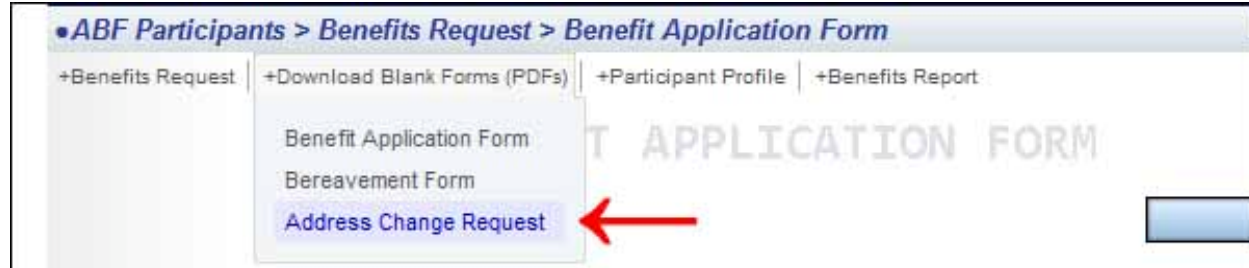 •ABF Participants > Benefits Request > Benefit Application Form
+Benefits Request | +Download Blank Forms (PDFs) | +Participant Profile | +Benefits Report
T APPLICATION FORM
Benefit Application Form
Bereavement Form
Address Change Request